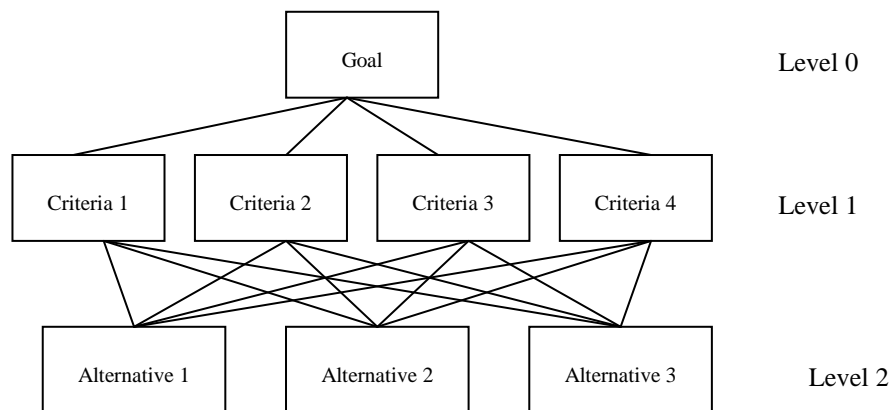 Goal
Level 0
Criteria 1
Criteria 2
Criteria 3
Criteria 4
Level 1
Alternative 1
Alternative 2
Alternative 3
Level 2